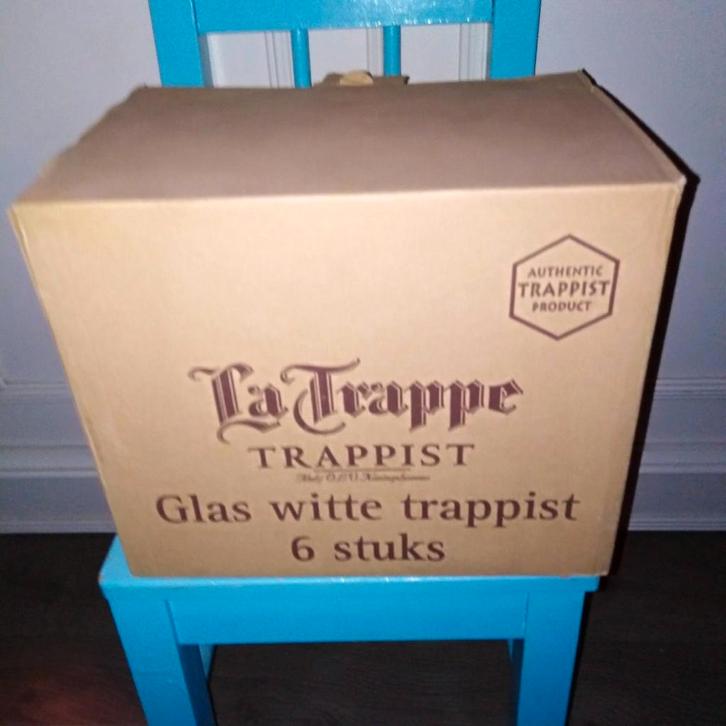 AUTHENTIC
TRAPPIST
PRODUCT
La Trappe
TRAPPIST
Glas witte trappist
6 stuks